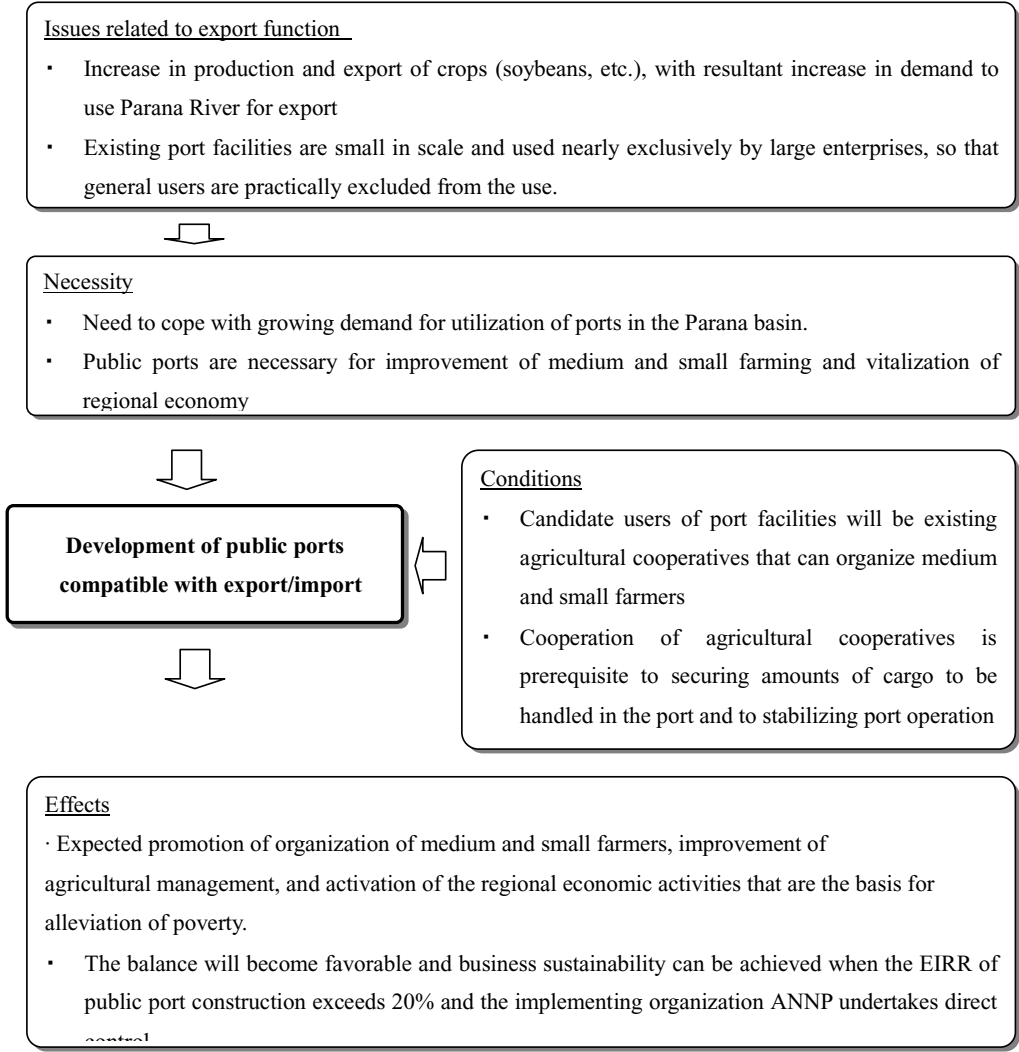 Issues related to export function
▪ Increase in production and export of crops (soybeans, etc.), with resultant increase in demand to
use Parana River for export
▪ Existing port facilities are small in scale and used nearly exclusively by large enterprises, so that
general users are practically excluded from the use.
Necessity
▪ Need to cope with growing demand for utilization of ports in the Parana basin.
▪ Public ports are necessary for improvement of medium and small farming and vitalization of
regional economy
Development of public ports
compatible with export/import
Conditions
▪ Candidate users of port facilities will be existing
agricultural cooperatives that can organize medium
and small farmers
▪ Cooperation of agricultural cooperatives is
prerequisite to securing amounts of cargo to be
handled in the port and to stabilizing port operation
Effects
· Expected promotion of organization of medium and small farmers, improvement of
agricultural management, and activation of the regional economic activities that are the basis for
alleviation of poverty.
▪ The balance will become favorable and business sustainability can be achieved when the EIRR of
public port construction exceeds 20% and the implementing organization ANNP undertakes direct
control